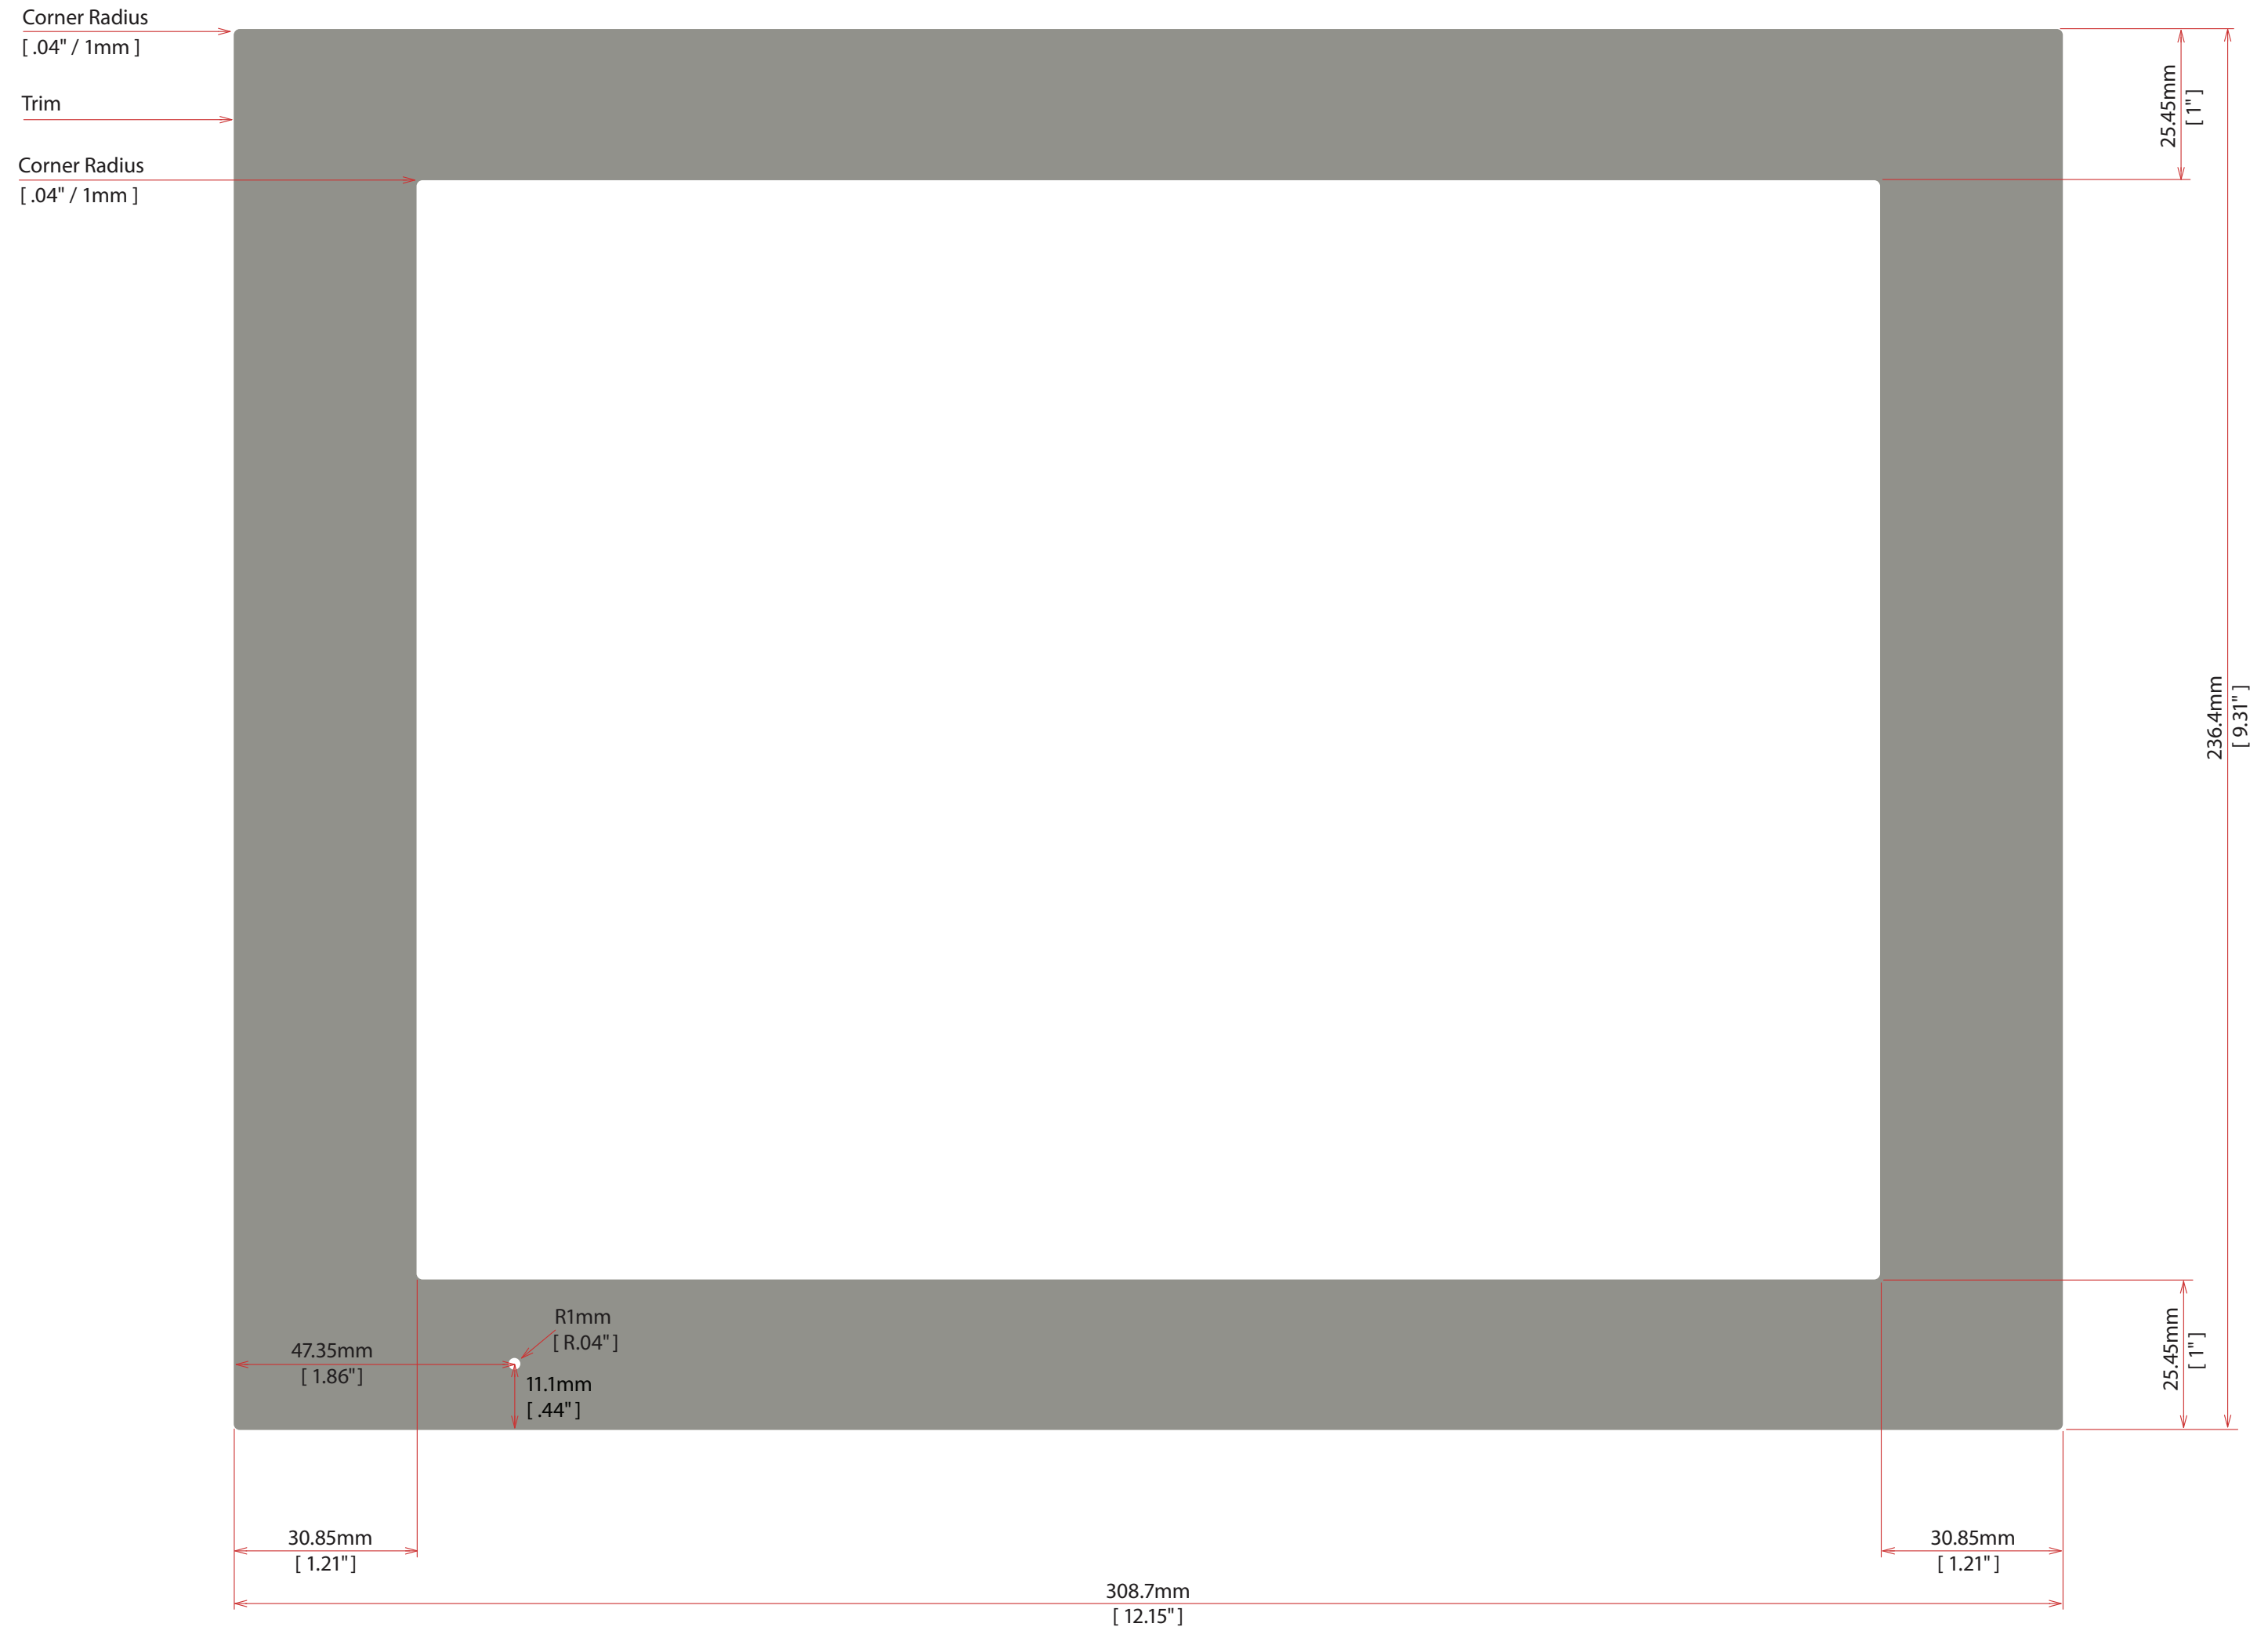 Corner Radius
[ .04" / 1mm ]
Trim
Corner Radius
[ .04" / 1mm ]
25.45mm
[ 1" ]
236.4mm
[ 9.31" ]
R1mm
[ R.04" ]
47.35mm
[ 1.86" ]
11.1mm
[ .44" ]
25.45mm
[ 1" ]
30.85mm
[ 1.21" ]
30.85mm
[ 1.21" ]
308.7mm
[ 12.15" ]